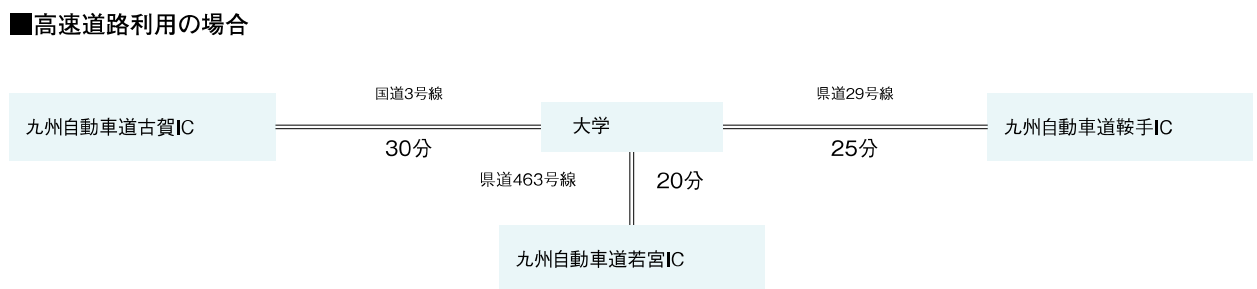 ■高速道路利用の場合
国道3号線
県道29号線
九州自動車道古賀IC
大学
九州自動車道鞍手IC
30分
25分
県道463号線
20分
九州自動車道若宮IC